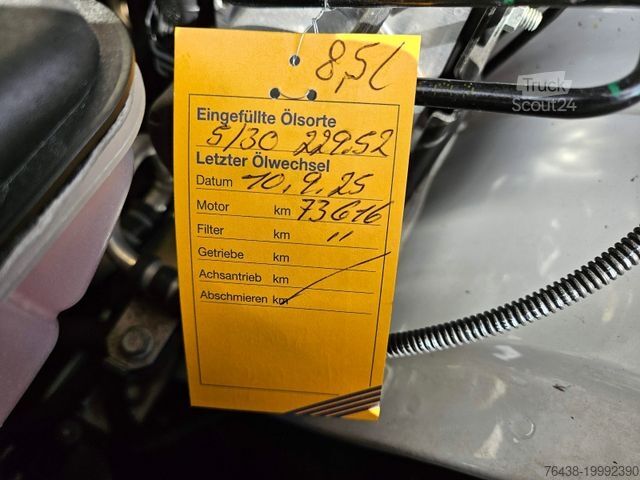 8,5L
Truck
Scout24
Eingefüllte Ölsorte
5/30 229.52
Letzter Ölwechsel
Datum 10.9.25
Motor km 73616
Filter km "
Getriebe km
Achsantrieb km
Abschmieren km
76438-19992390